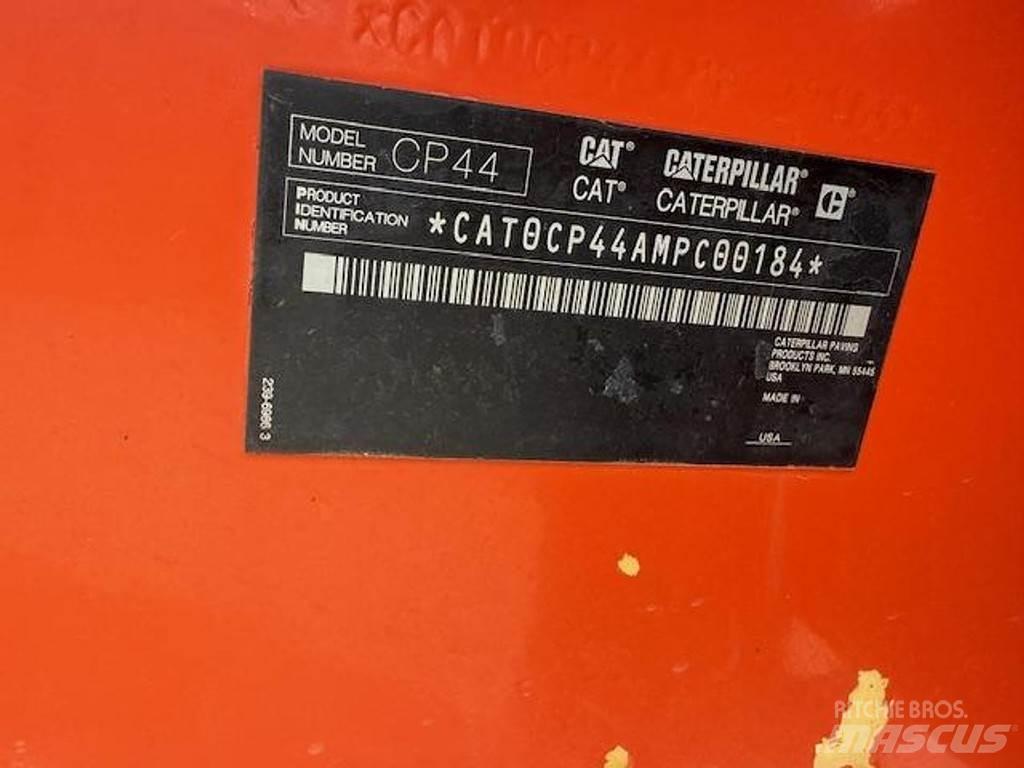 MODEL
NUMBER CP44
CAT® CATERPILLAR®
CAT® CATERPILLAR®
PRODUCT
IDENTIFICATION
NUMBER
*CAT0CP44AMPC00184*
CATERPILLAR PAVING
PRODUCTS INC.
BROOKLYN PARK, MN 55445
USA
MADE IN
USA
RITCHIE BROS.
MASCUS